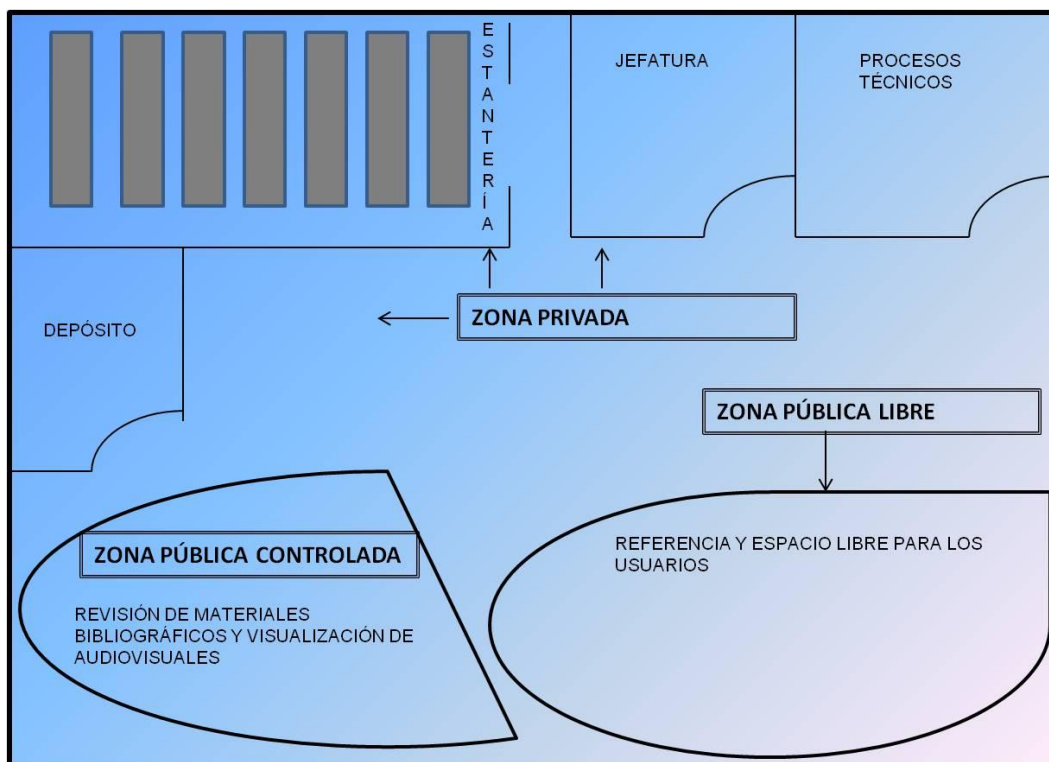 ESTANTERÍA
JEFATURA
PROCESOS
TÉCNICOS
ZONA PRIVADA
DEPÓSITO
ZONA PÚBLICA LIBRE
ZONA PÚBLICA CONTROLADA
REVISIÓN DE MATERIALES
BIBLIOGRÁFICOS Y VISUALIZACIÓN DE
AUDIOVISUALES
REFERENCIA Y ESPACIO LIBRE PARA LOS
USUARIOS